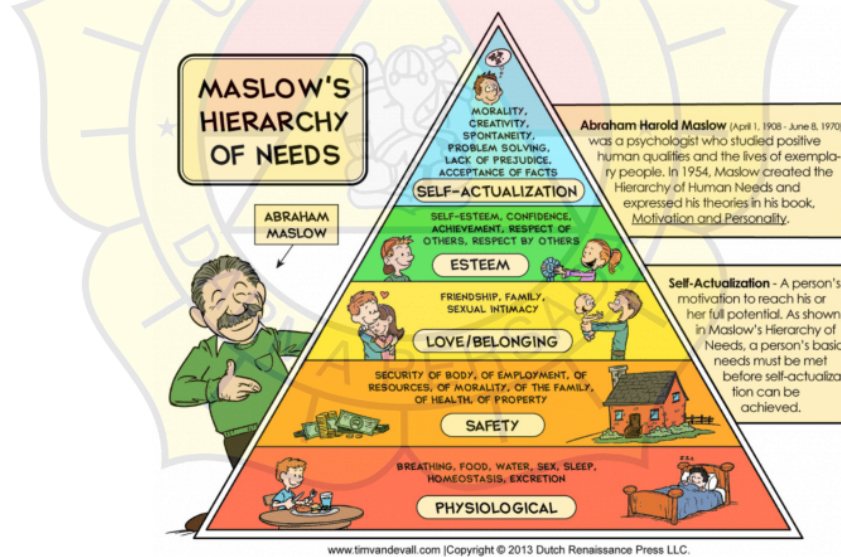 MASLOW'S
HIERARCHY
OF NEEDS
ABRAHAM
MASLOW
MORALITY,
CREATIVITY,
SPONTANEITY,
PROBLEM SOLVING,
LACK OF PREJUDICE,
ACCEPTANCE OF FACTS
SELF-ACTUALIZATION
SELF-ESTEEM, CONFIDENCE,
ACHIEVEMENT, RESPECT OF
OTHERS, RESPECT BY OTHERS
ESTEEM
FRIENDSHIP, FAMILY,
SEXUAL INTIMACY
LOVE/BELONGING
SECURITY OF BODY, OF EMPLOYMENT, OF
RESOURCES, OF MORALITY, OF THE FAMILY,
OF HEALTH, OF PROPERTY
SAFETY
BREATHING, FOOD, WATER, SEX, SLEEP,
HOMEOSTASIS, EXCRETION
PHYSIOLOGICAL
Abraham Harold Maslow (April 1, 1908 - June 8, 1970)
was a psychologist who studied positive
human qualities and the lives of exempla-
ry people. In 1954, Maslow created the
Hierarchy of Human Needs and
expressed his theories in his book,
Motivation and Personality.
Self-Actualization - A person's
motivation to reach his or
her full potential. As shown
in Maslow's Hierarchy of
Needs, a person's basic
needs must be met
before self-actualiza
tion can be
achieved.
www.timvandevall.com |Copyright © 2013 Dutch Renaissance Press LLC.